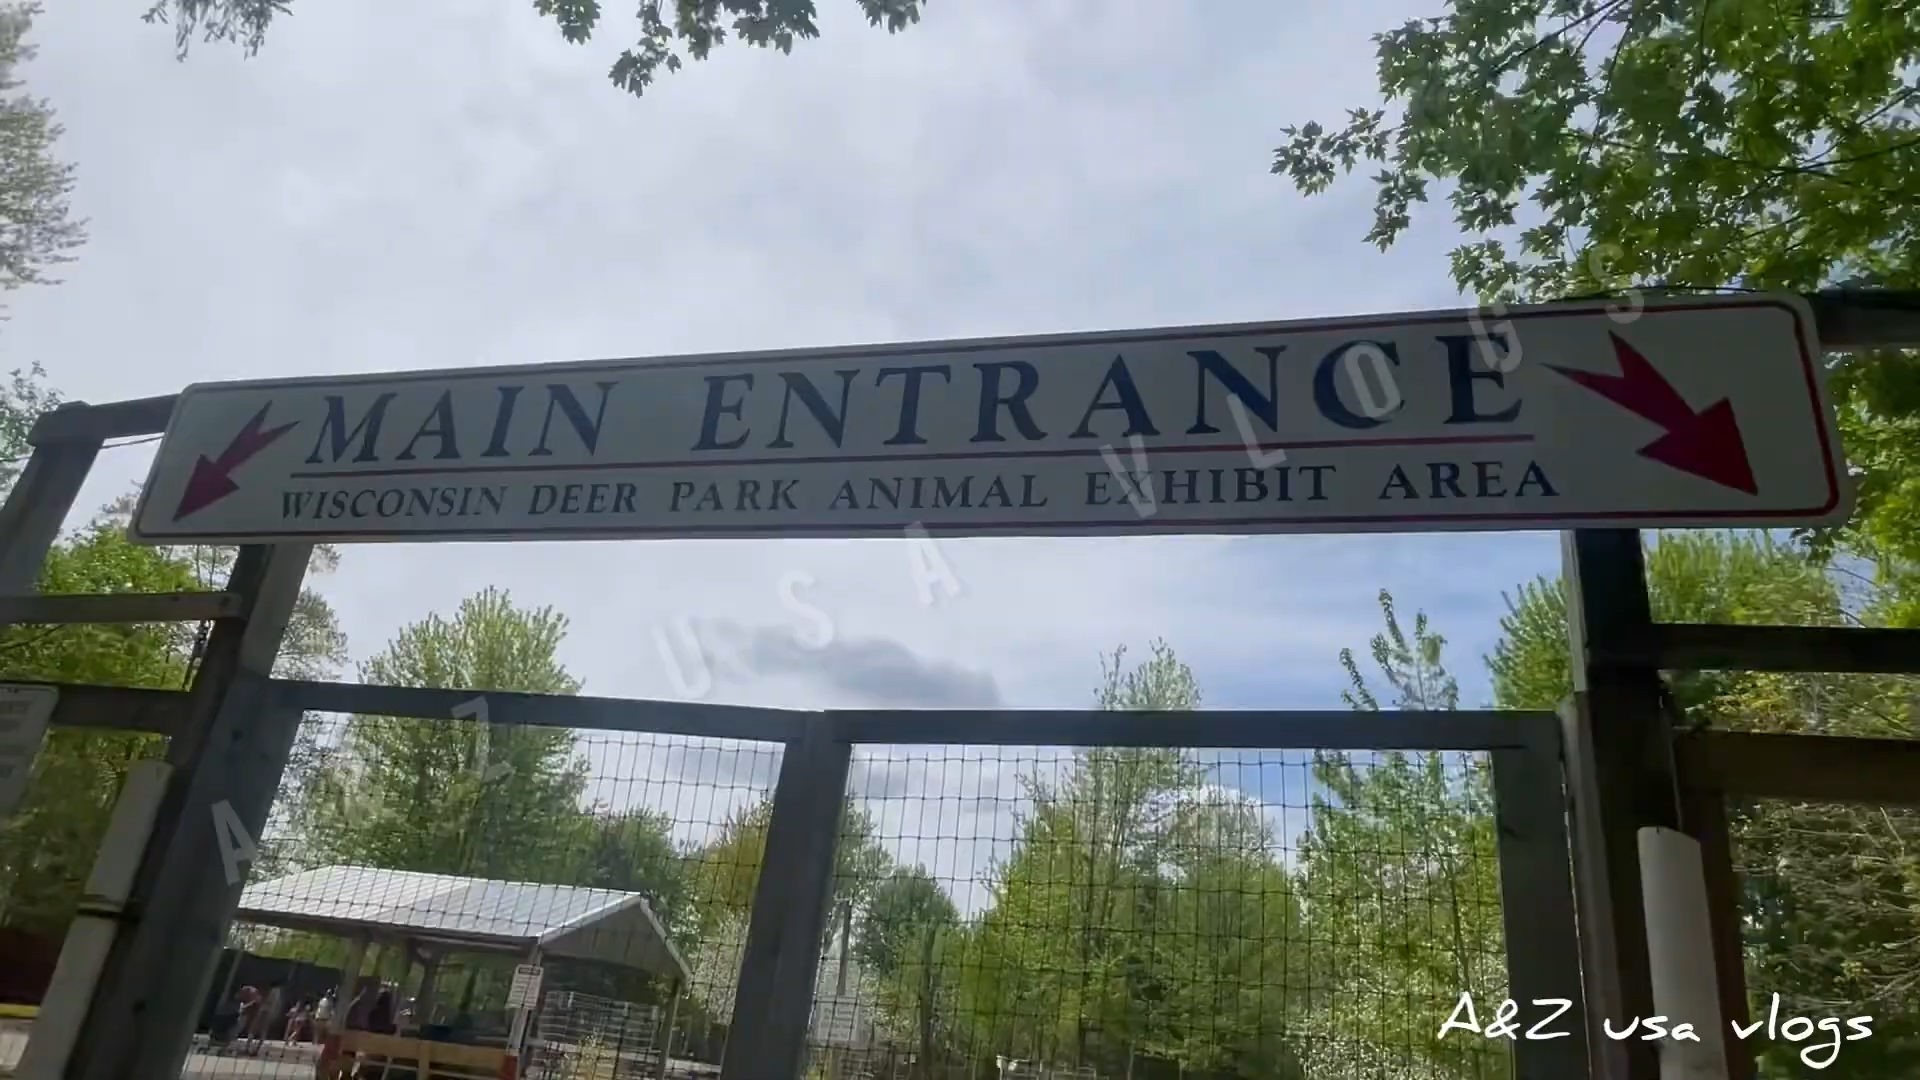 MAIN ENTRANCE
WISCONSIN DEER PARK ANIMAL EXHIBIT AREA
A & Z USA VLOGS
A&Z usa vlogs